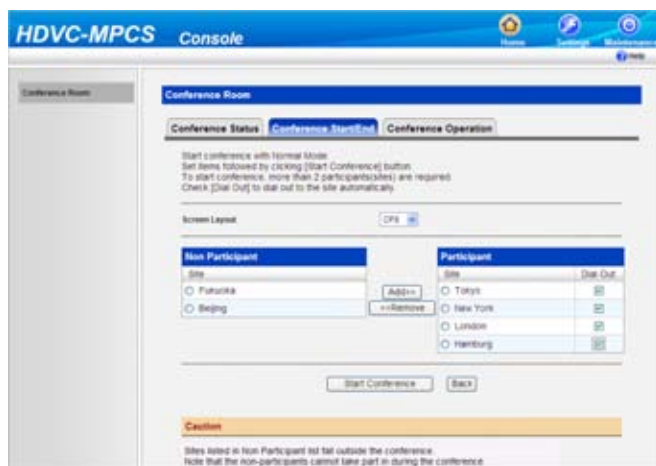 HDVC-MPCS Console
Home Settings Maintenance
Help
Conference Room
Conference Room
Conference Status Conference Start/End Conference Operation
Start conference with Normal Mode.
Set items followed by clicking [Start Conference] button.
To start conference, more than 2 participants(sites) are required.
Check [Dial Out] to dial out to the site automatically.
Screen Layout CP6
Non Participant Participant
Site Site Dial Out
Fukuoka Add>> Tokyo
Beijing <<Remove New York
London
Hamburg
Start Conference Back
Caution
Sites listed in Non Participant list fall outside the conference.
Note that the non-participants cannot take part in during the conference